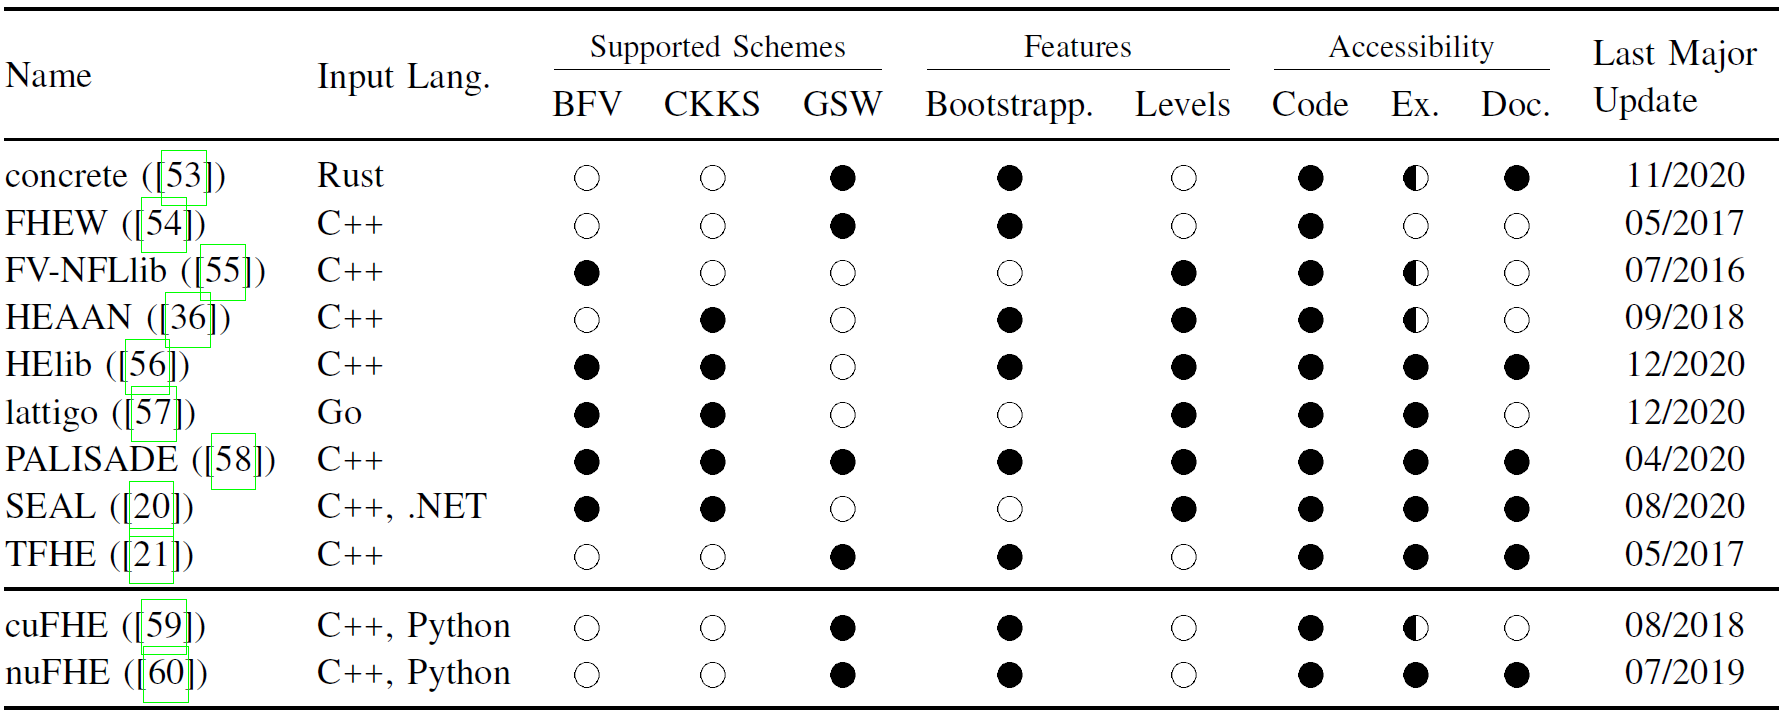 Name Input Lang. Supported Schemes Features Accessibility Last Major Update
BFV CKKS GSW Bootstrapp. Levels Code Ex. Doc.
concrete ([53]) Rust ○ ○ ● ● ○ ● ◐ ● 11/2020
FHEW ([54]) C++ ○ ○ ● ● ○ ● ○ ○ 05/2017
FV-NFLlib ([55]) C++ ● ○ ○ ○ ● ● ◐ ○ 07/2016
HEAAN ([36]) C++ ○ ● ○ ● ● ● ◐ ○ 09/2018
HElib ([56]) C++ ● ● ○ ● ● ● ● ● 12/2020
lattigo ([57]) Go ● ● ○ ○ ● ● ● ○ 12/2020
PALISADE ([58]) C++ ● ● ● ● ● ● ● ● 04/2020
SEAL ([20]) C++, .NET ● ● ○ ○ ● ● ● ● 08/2020
TFHE ([21]) C++ ○ ○ ● ● ○ ● ● ● 05/2017
cuFHE ([59]) C++, Python ○ ○ ● ● ○ ● ◐ ○ 08/2018
nuFHE ([60]) C++, Python ○ ○ ● ● ○ ● ● ● 07/2019